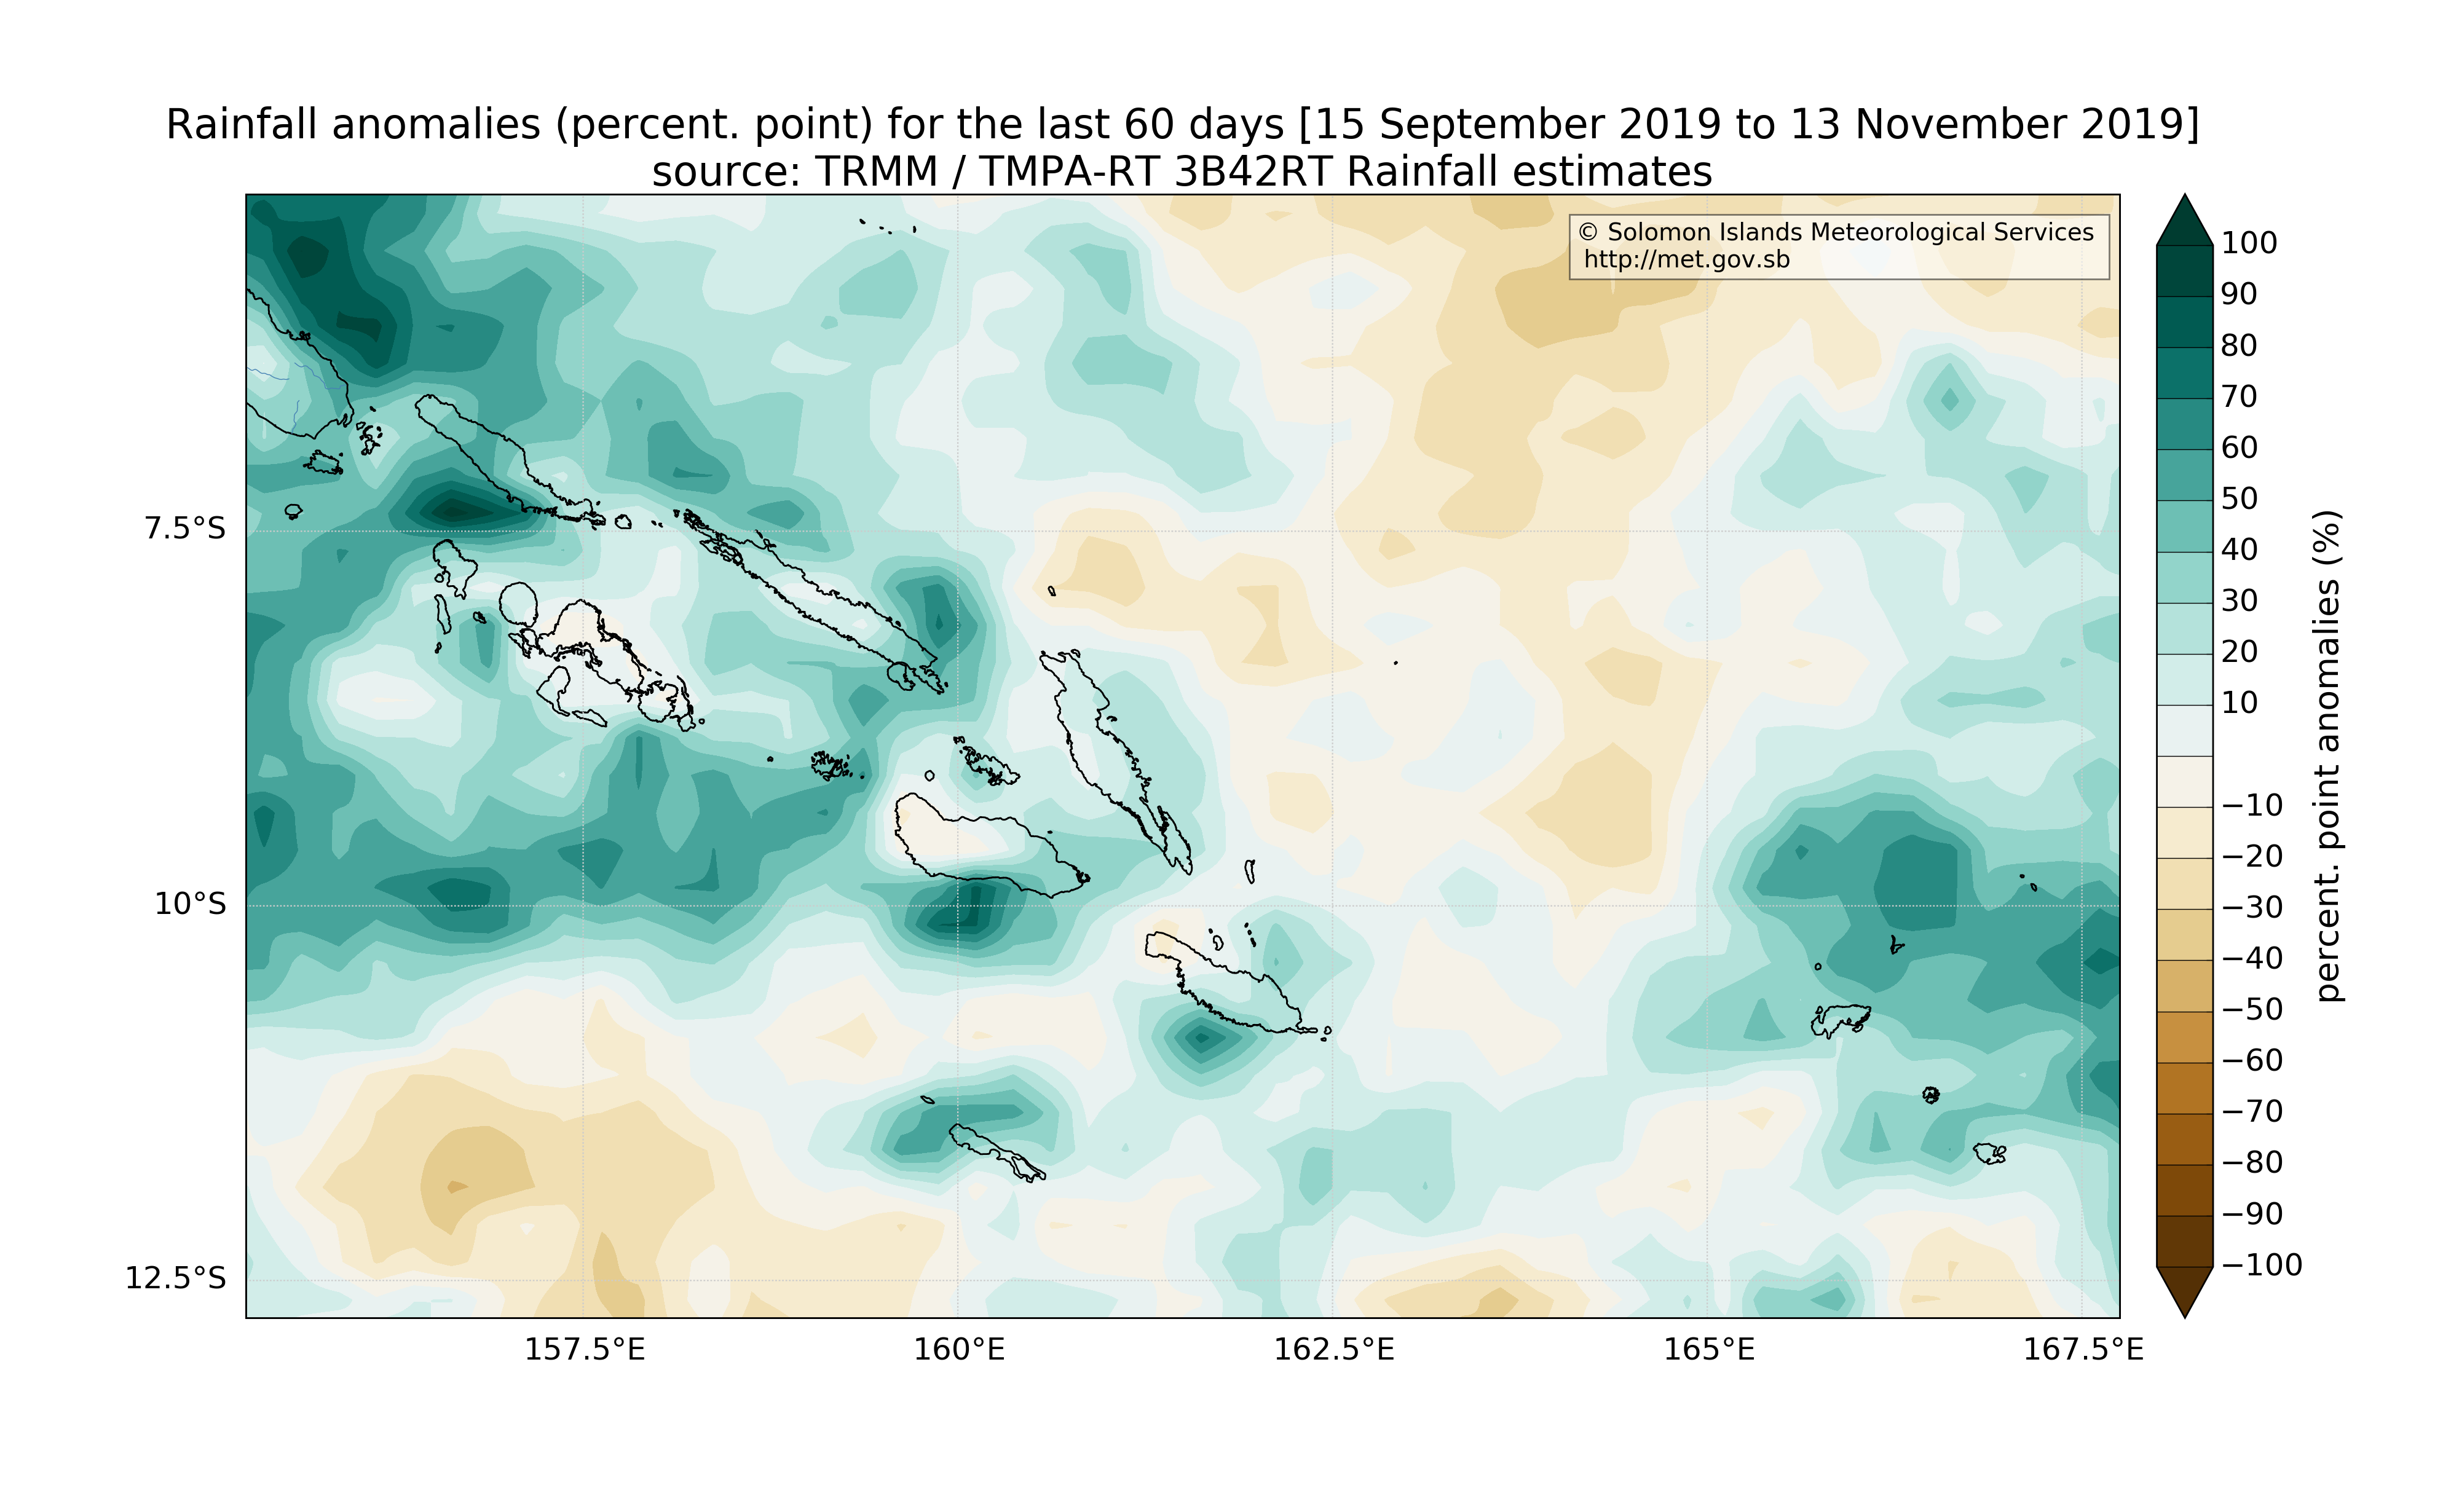 Rainfall anomalies (percent. point) for the last 60 days [15 September 2019 to 13 November 2019]
source: TRMM / TMPA-RT 3B42RT Rainfall estimates
© Solomon Islands Meteorological Services
http://met.gov.sb
7.5°S
10°S
12.5°S
157.5°E
160°E
162.5°E
165°E
167.5°E
100
90
80
70
60
50
40
30
20
10
−10
−20
−30
−40
−50
−60
−70
−80
−90
−100
percent. point anomalies (%)